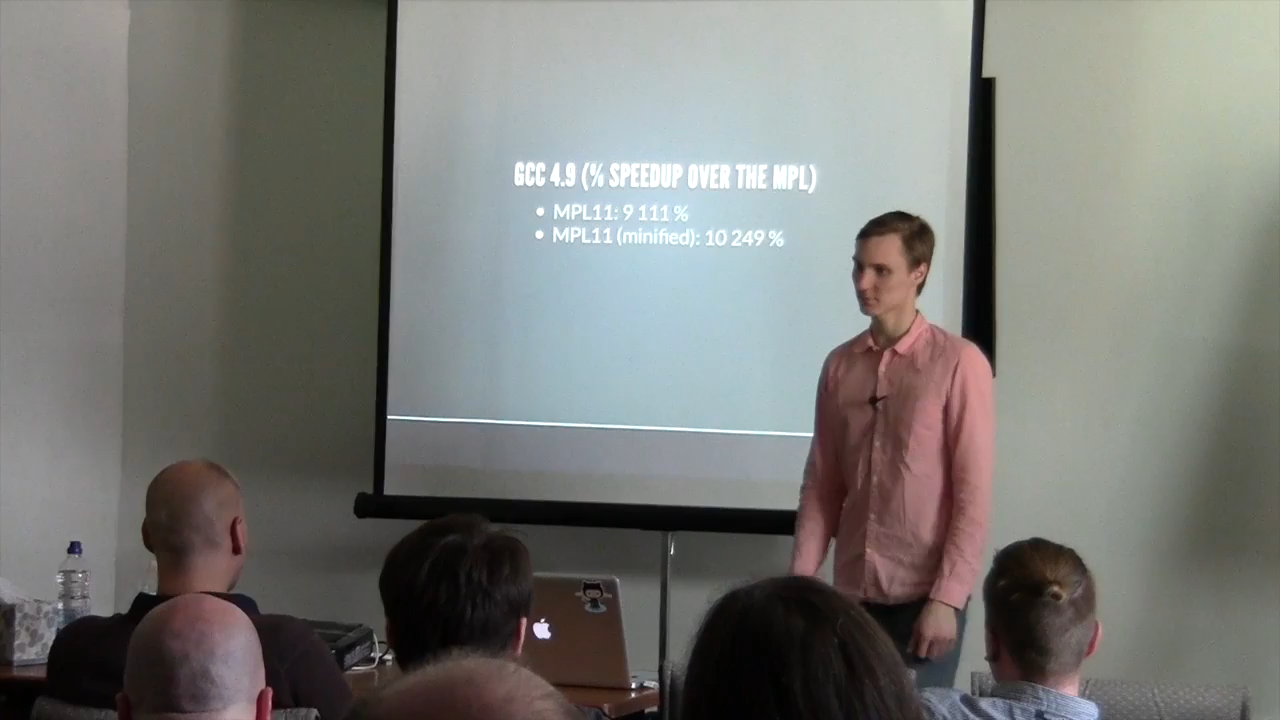 GCC 4.9 (% SPEEDUP OVER THE MPL)
• MPL11: 9 111 %
• MPL11 (minified): 10 249 %